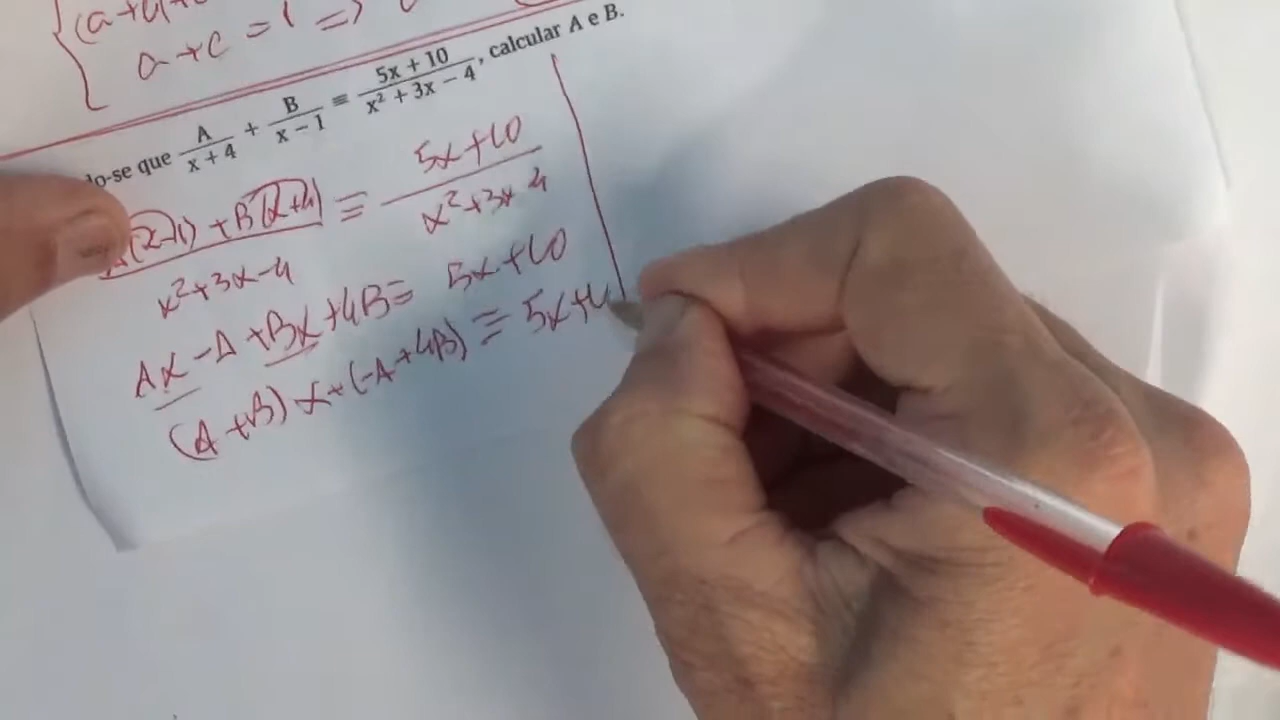 a+c = 1 =>
do-se que A/(x + 4) + B/(x − 1) ≡ (5x + 10)/(x² + 3x − 4), calcular A e B.
(x-1) + B(x+4) ≡ 5x+10
x²+3x-4 x²+3x-4
Ax - A + Bx + 4B ≡ 5x+10
(A+B)x + (-A+4B) ≡ 5x+